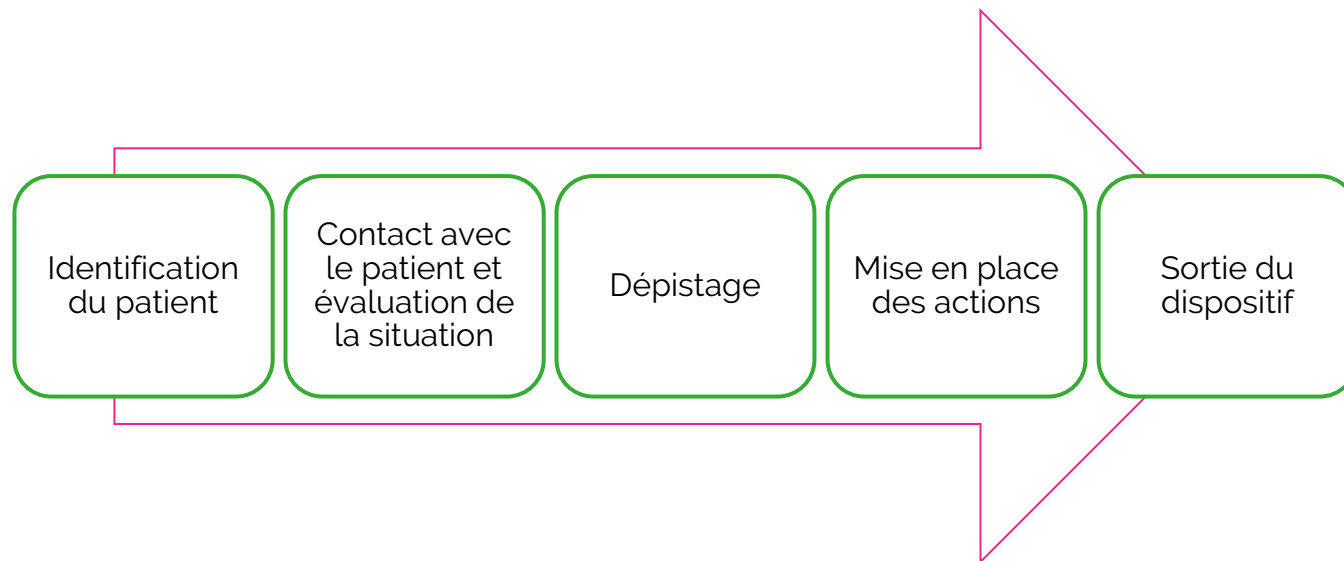 Identification
du patient
Contact avec
le patient et
évaluation de
la situation
Dépistage
Mise en place
des actions
Sortie du
dispositif